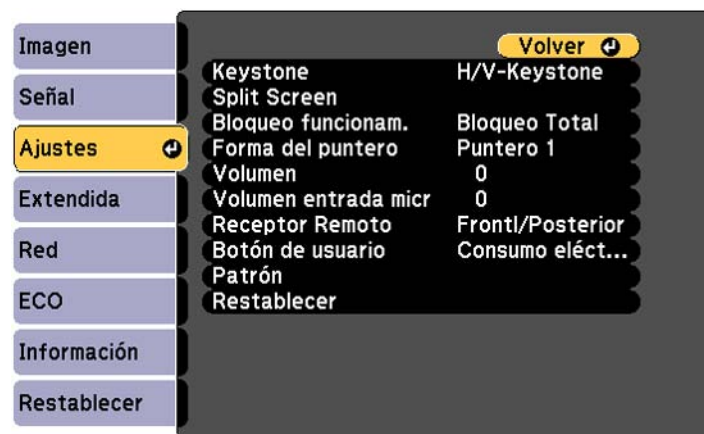 Imagen
Señal
Ajustes
Extendida
Red
ECO
Información
Restablecer
Volver
Keystone H/V-Keystone
Split Screen
Bloqueo funcionam. Bloqueo Total
Forma del puntero Puntero 1
Volumen 0
Volumen entrada micr 0
Receptor Remoto Frontl/Posterior
Botón de usuario Consumo eléct...
Patrón
Restablecer